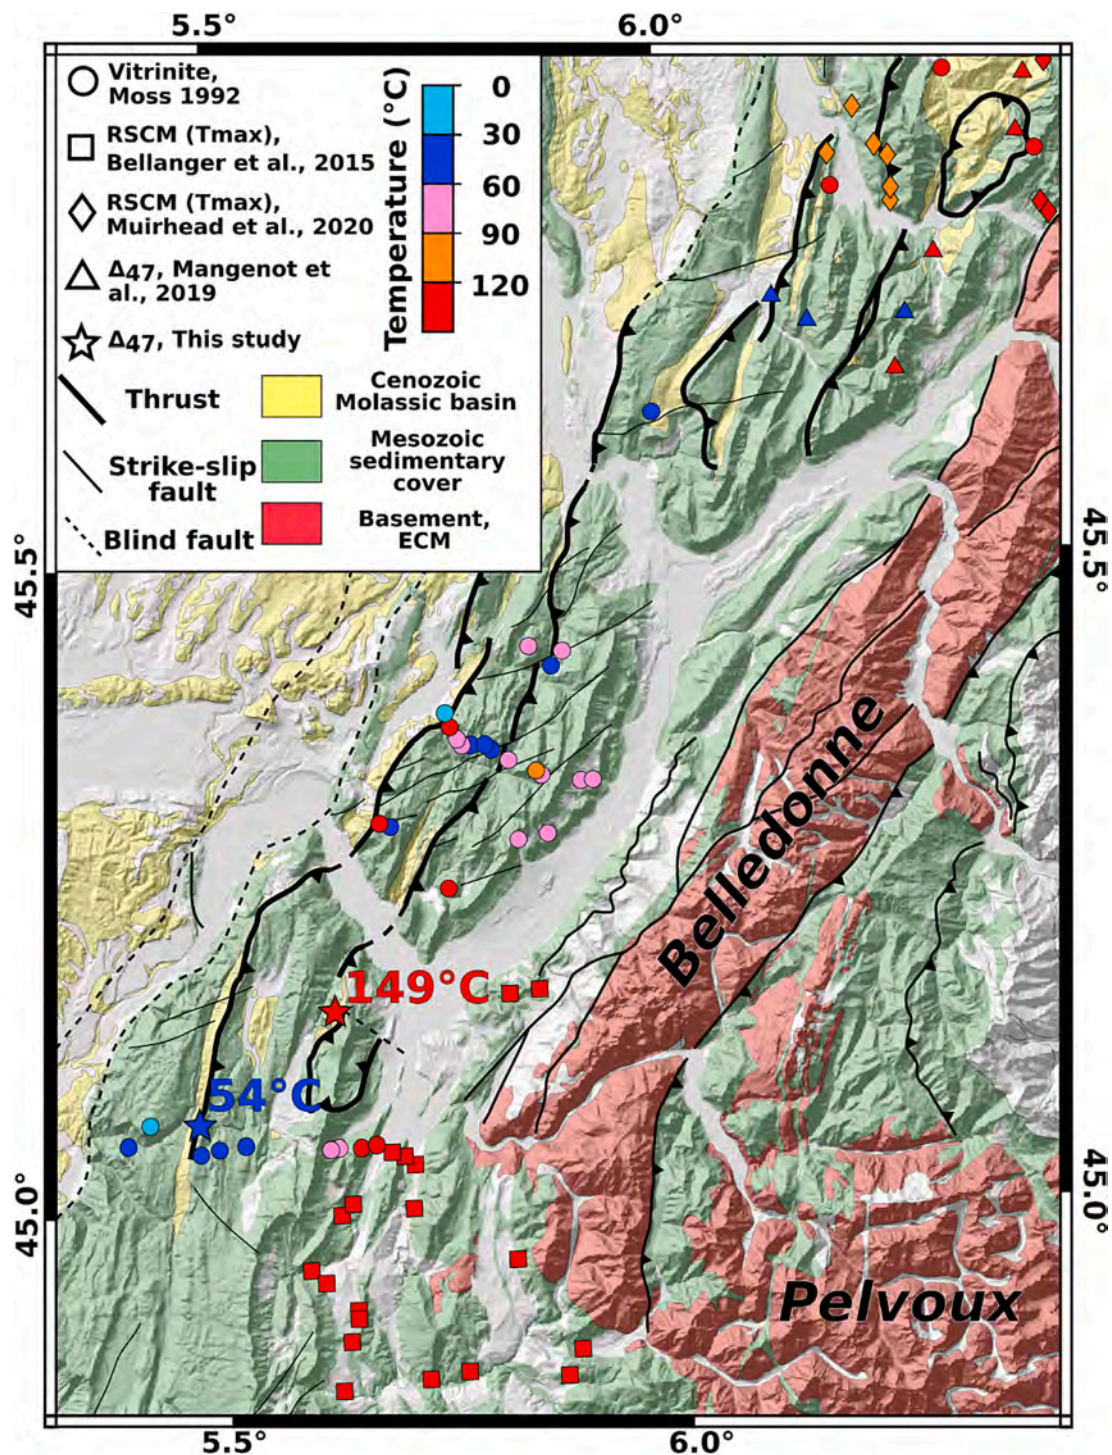 5.5° 6.0°
Vitrinite,
Moss 1992
RSCM (Tmax),
Bellanger et al., 2015
RSCM (Tmax),
Muirhead et al., 2020
Δ47, Mangenot et
al., 2019
Δ47, This study
Thrust
Strike-slip
fault
Blind fault
Temperature (°C)
0
30
60
90
120
Cenozoic
Molassic basin
Mesozoic
sedimentary
cover
Basement,
ECM
45.5° 45.5°
Belledonne
149°C
54°C
45.0° 45.0°
Pelvoux
5.5° 6.0°